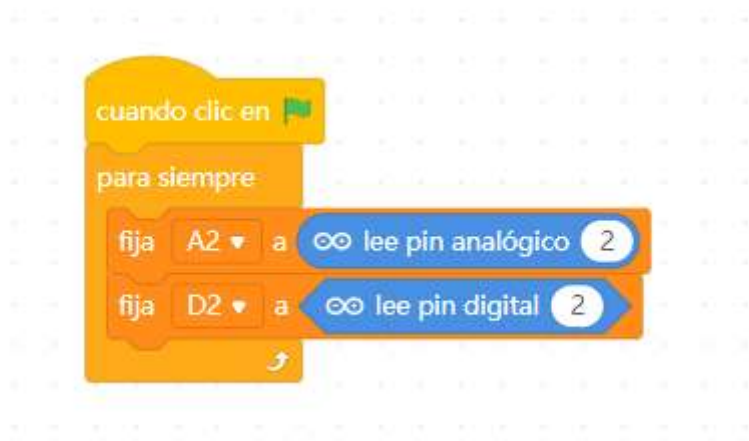 cuando clic en
para siempre
fija A2 a lee pin analógico 2
fija D2 a lee pin digital 2